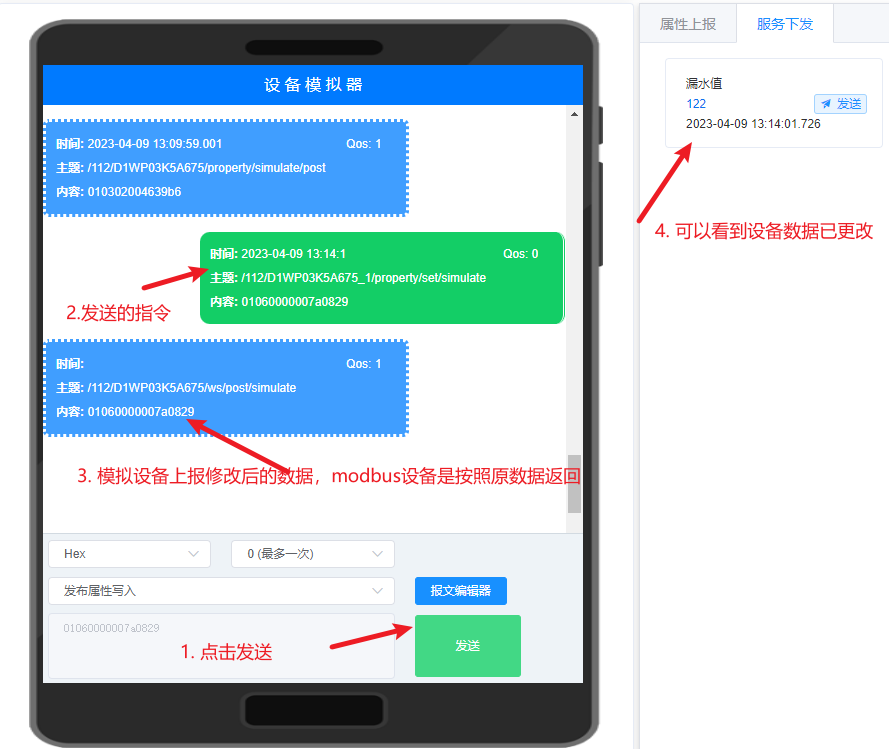 设备模拟器
时间: 2023-04-09 13:09:59.001 Qos: 1
主题: /112/D1WP03K5A675/property/simulate/post
内容: 010302004639b6
时间: 2023-04-09 13:14:1 Qos: 0
主题: /112/D1WP03K5A675_1/property/set/simulate
内容: 01060000007a0829
2.发送的指令
时间: Qos: 1
主题: /112/D1WP03K5A675/ws/post/simulate
内容: 01060000007a0829
3. 模拟设备上报修改后的数据，modbus设备是按照原数据返回
Hex 0 (最多一次)
发布属性写入 报文编辑器
01060000007a0829
1. 点击发送
发送
属性上报 服务下发
漏水值
122 发送
2023-04-09 13:14:01.726
4. 可以看到设备数据已更改